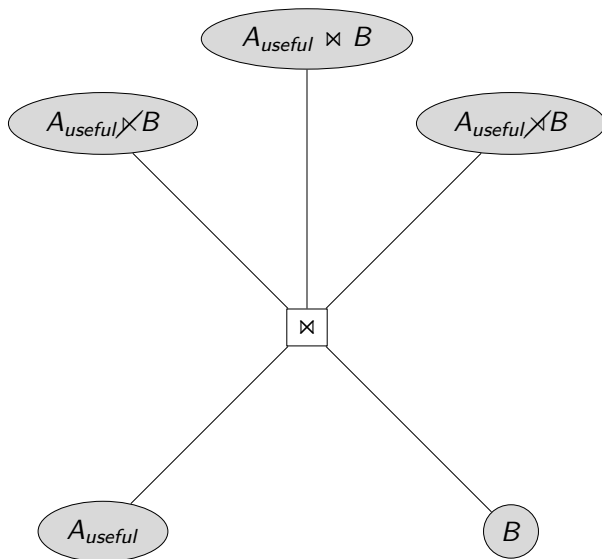 A_useful ⋈ B
A_useful ⋉̸ B
A_useful ⋊̸ B
⋈
A_useful
B